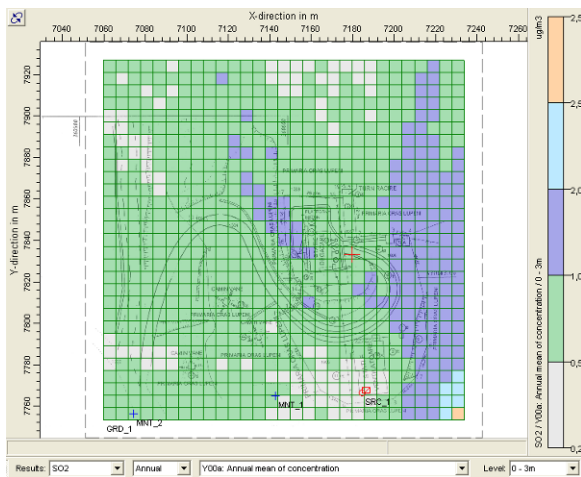 X-direction in m
7040 7060 7080 7100 7120 7140 7160 7180 7200 7220 7240 7260
ug/m3
2,5
2,0
1,0
0,5
0,2
SO2 / Y00a: Annual mean of concentration / 0 - 3m
Y-direction in m
7920
7900
7880
7860
7840
7820
7800
7780
7760
PRIMARIA ORAS LUPENI
TURN RACIRE
PRIMARIA ORAS LUPENI
PRIMARIA ORAS LUPENI
PRIMARIA ORAS LUPENI
MNT_1
SRC_1
MNT_2
GRD_1
Results: SO2 Annual Y00a: Annual mean of concentration Level: 0 - 3m